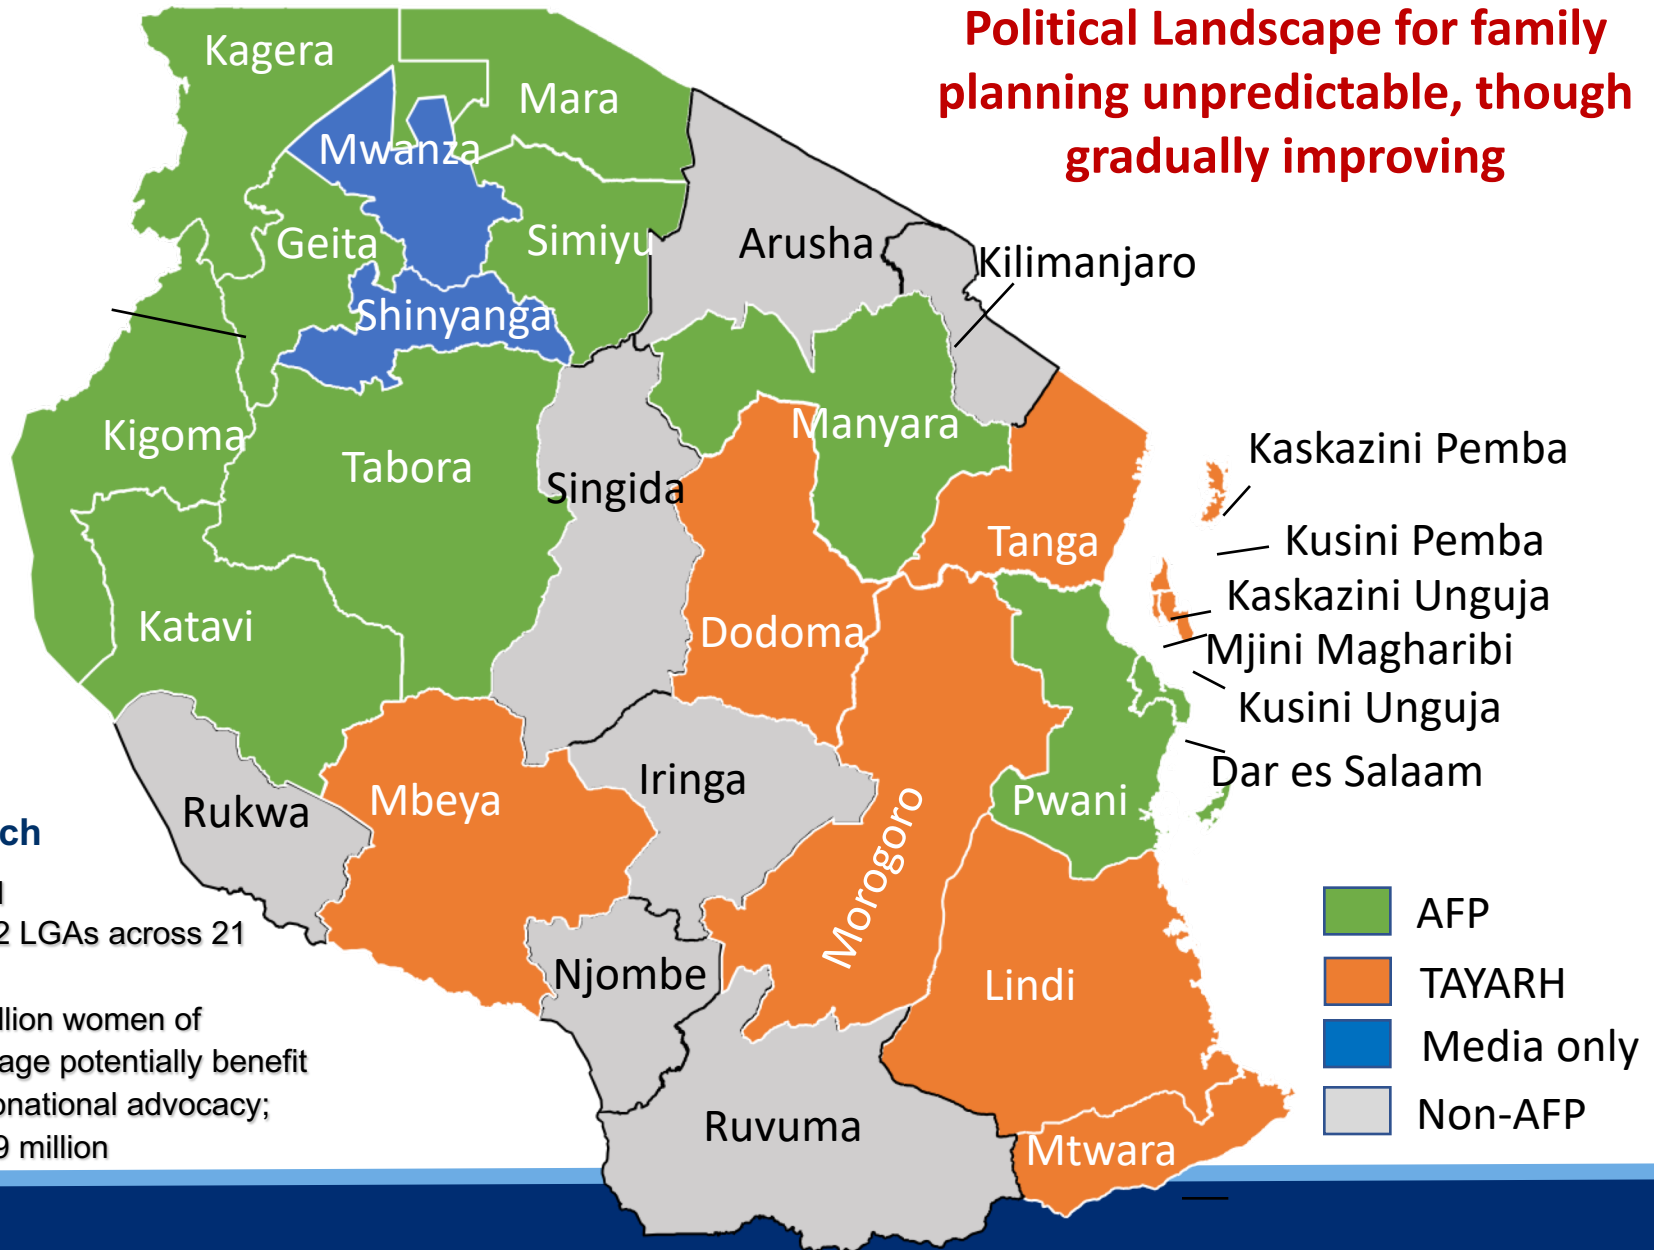 Political Landscape for family
planning unpredictable, though
gradually improving
Kagera
Mara
Mwanza
Geita
Simiyu
Arusha
Kilimanjaro
Shinyanga
Kigoma
Tabora
Manyara
Singida
Kaskazini Pemba
Tanga
Kusini Pemba
Katavi
Dodoma
Kaskazini Unguja
Mjini Magharibi
Kusini Unguja
Dar es Salaam
Rukwa
Mbeya
Iringa
Pwani
Morogoro
Njombe
Lindi
Ruvuma
Mtwara
ch
2 LGAs across 21
llion women of
age potentially benefit
onational advocacy;
9 million
AFP
TAYARH
Media only
Non-AFP